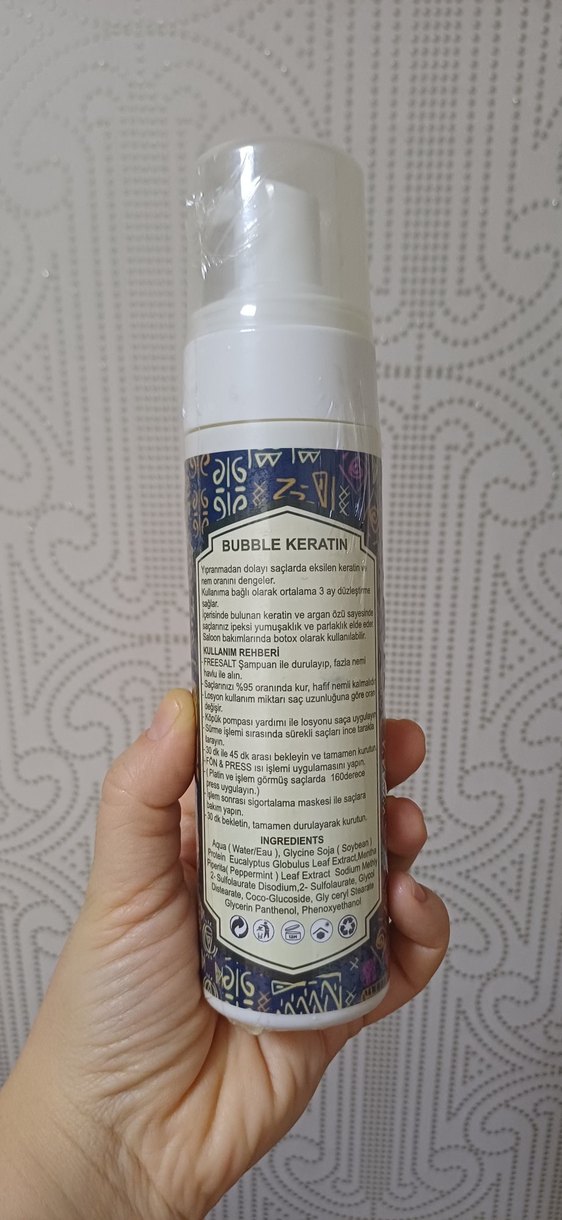 BUBBLE KERATIN
Yıpranmadan dolayı saçlarda eksilen keratin ve
nem oranını dengeler.
Kullanıma bağlı olarak ortalama 3 ay düzleştirme
sağlar.
İçerisinde bulunan keratin ve argan özü sayesinde
saçlarınız ipeksi yumuşaklık ve parlaklık elde eder.
Saloon bakımlarında botox olarak kullanılabilir.
KULLANIM REHBERİ
-FREESALT Şampuan ile durulayıp, fazla nemi
havlu ile alın.
-Saçlarınızı %95 oranında kur, hafif nemli kalmalıdır.
-Losyon kullanım miktarı saç uzunluğuna göre oran
değişir.
-Köpük pompası yardımı ile losyonu saça uygulayın.
-Sürme işlemi sırasında sürekli saçları ince tarakla
tarayın.
-30 dk ile 45 dk arası bekleyin ve tamamen kurutun.
-FÖN & PRESS ısı işlemi uygulamasını yapın.
( Platin ve işlem görmüş saçlarda 160derece
press uygulayın.)
-İşlem sonrası sigortalama maskesi ile saçlara
bakım yapın.
-30 dk bekletin, tamamen durulayarak kurutun.
INGREDIENTS
Aqua ( Water/Eau ), Glycine Soja ( Soybean )
Protein Eucalyptus Globulus Leaf Extract,Mentha
Piperita( Peppermint ) Leaf Extract Sodium Methly
2- Sulfolaurate Disodium,2- Sulfolaurate, Glycol
Distearate, Coco-Glucoside, Gly ceryl Stearate
Glycerin Panthenol, Phenoxyethanol